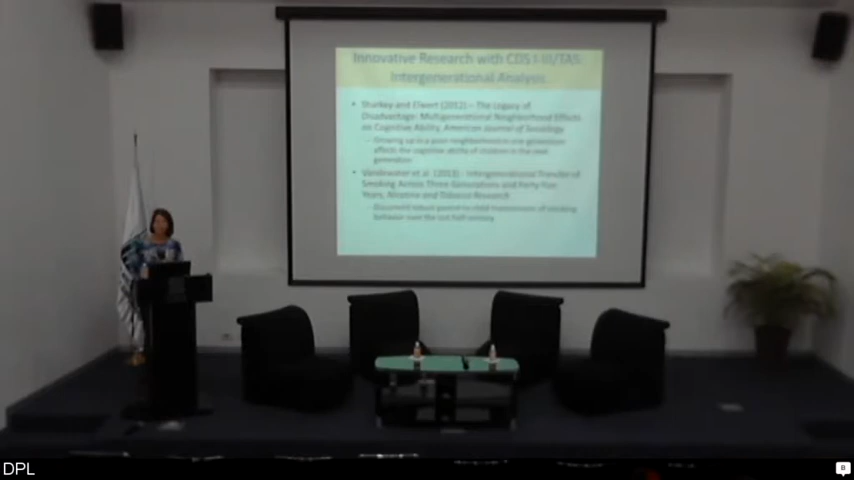 Innovative Research with CDS I-III/TAS:
Intergenerational Analysis
• Sharkey and Elwert (2012) – The Legacy of
Disadvantage: Multigenerational Neighborhood Effects
on Cognitive Ability, American Journal of Sociology
– Growing up in a poor neighborhood in one generation
affects the cognitive ability of children in the next
generation
• Vandewater et al. (2013) - Intergenerational Transfer of
Smoking Across Three Generations and Forty-Five
Years, Nicotine and Tobacco Research
Document robust parent to child transmission of smoking
behavior over the last half-century
DPL
B